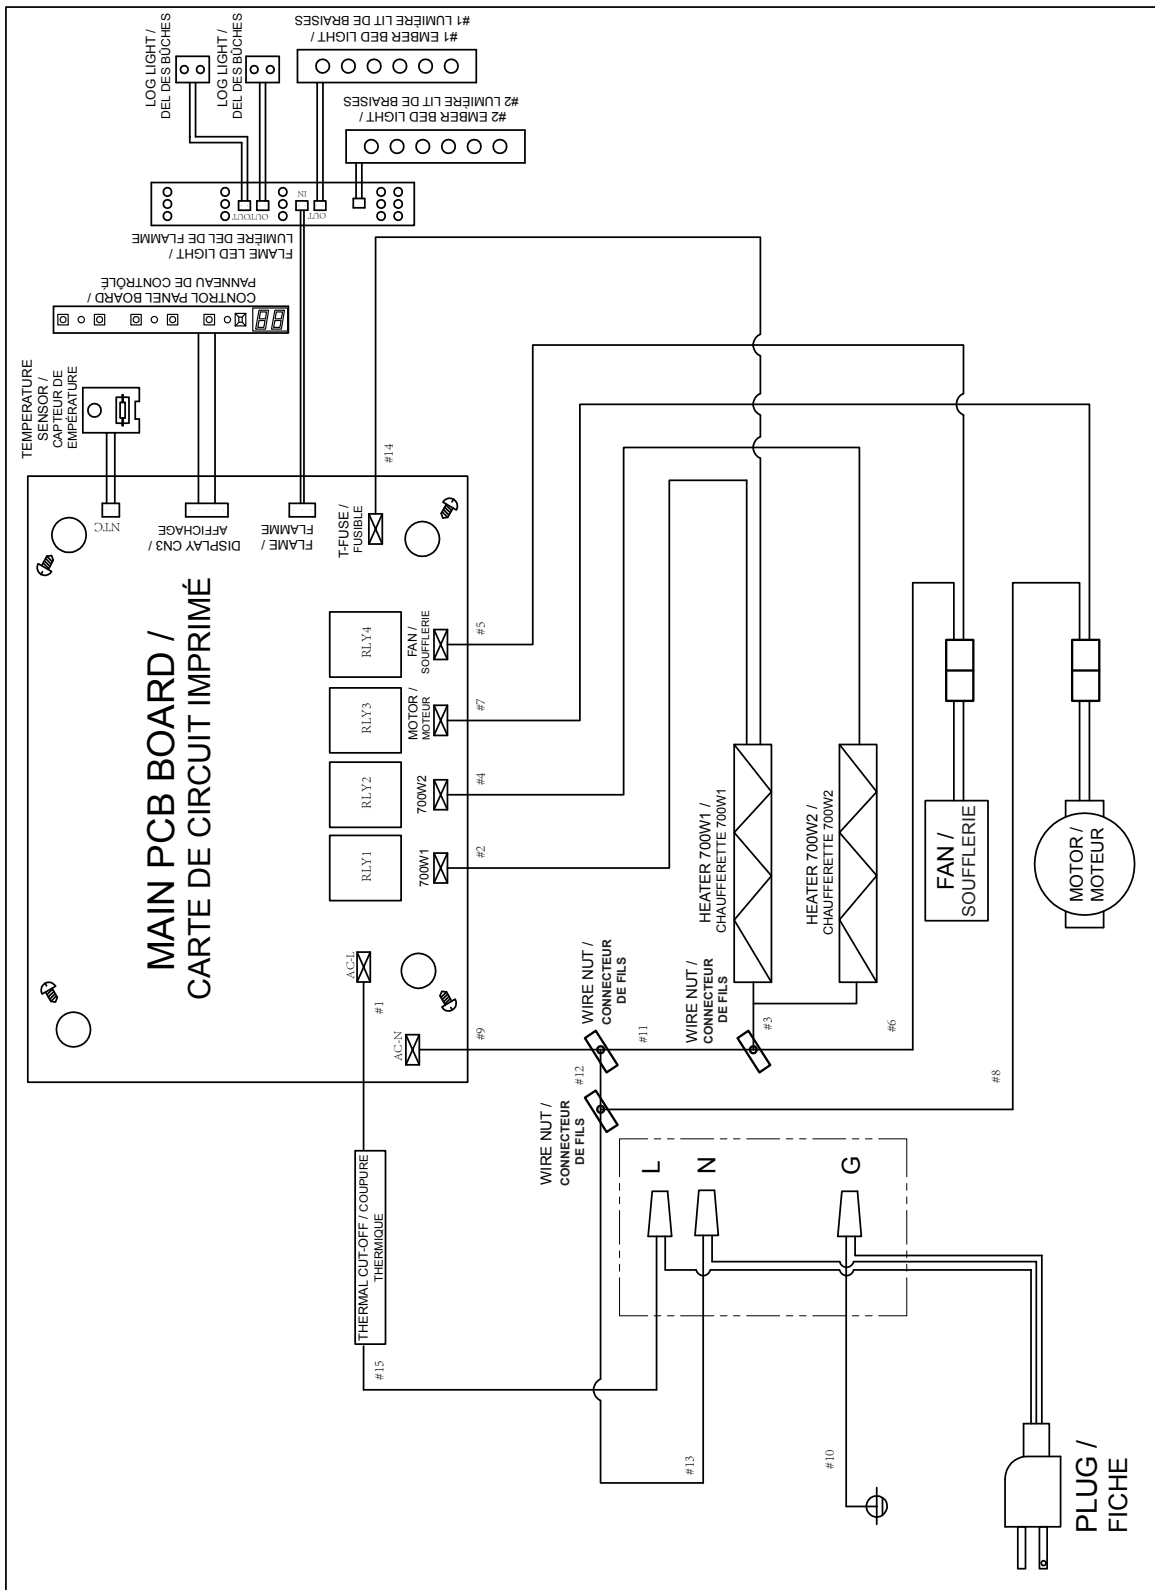 LOG LIGHT /
DEL DES BÛCHES
LOG LIGHT /
DEL DES BÛCHES
#1 EMBER BED LIGHT /
#1 LUMIÈRE LIT DE BRAISES
#2 EMBER BED LIGHT /
#2 LUMIÈRE LIT DE BRAISES
OUT
OUT
IN
OUT
FLAME LED LIGHT /
LUMIÈRE DEL DE FLAMME
CONTROL PANEL BOARD /
PANNEAU DE CONTRÔLÉ
88
TEMPERATURE
SENSOR /
CAPTEUR DE
EMPÉRATURE
NTC
DISPLAY CN3 /
AFFICHAGE
FLAME /
FLAMME
T-FUSE /
FUSIBLE
#14
MAIN PCB BOARD /
CARTE DE CIRCUIT IMPRIMÉ
RLY4
FAN /
SOUFFLERIE
#5
RLY3
MOTOR /
MOTEUR
#7
RLY2
700W2
#4
RLY1
700W1
#2
AC-L
#1
AC-N
#9
HEATER 700W1 /
CHAUFFERETTE 700W1
HEATER 700W2 /
CHAUFFERETTE 700W2
FAN /
SOUFFLERIE
MOTOR /
MOTEUR
WIRE NUT /
CONNECTEUR
DE FILS
#11
WIRE NUT /
CONNECTEUR
DE FILS
#3
#6
#12
WIRE NUT /
CONNECTEUR
DE FILS
#8
L
N
G
THERMAL CUT-OFF / COUPURE
THERMIQUE
#15
#13
#10
PLUG /
FICHE